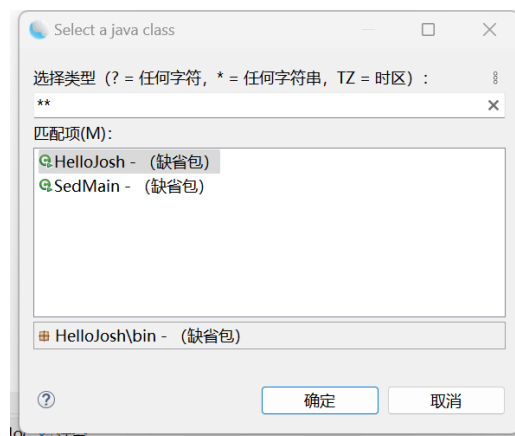 Select a java class
选择类型（? = 任何字符，* = 任何字符串，TZ = 时区）:
**
匹配项(M):
HelloJosh - （缺省包）
SedMain - （缺省包）
HelloJosh\bin - （缺省包）
确定
取消